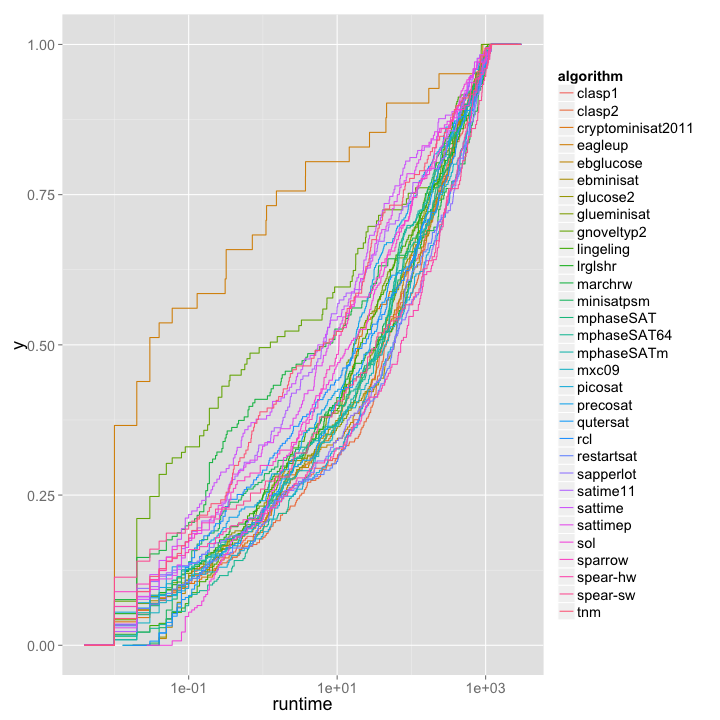 1.00
0.75
0.50
0.25
0.00
y
1e-01
1e+01
1e+03
runtime
algorithm
clasp1
clasp2
cryptominisat2011
eagleup
ebglucose
ebminisat
glucose2
glueminisat
gnoveltyp2
lingeling
lrglshr
marchrw
minisatpsm
mphaseSAT
mphaseSAT64
mphaseSATm
mxc09
picosat
precosat
qutersat
rcl
restartsat
sapperlot
satime11
sattime
sattimep
sol
sparrow
spear-hw
spear-sw
tnm